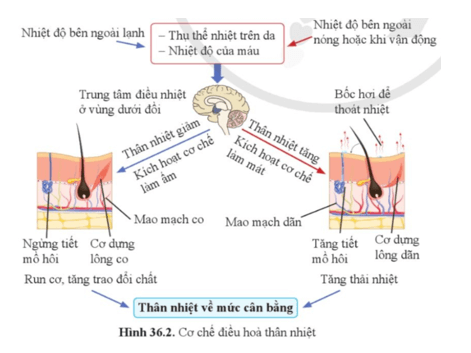 Nhiệt độ bên ngoài lạnh
– Thụ thể nhiệt trên da
– Nhiệt độ của máu
Nhiệt độ bên ngoài
nóng hoặc khi vận động
Trung tâm điều nhiệt
ở vùng dưới đồi
Bốc hơi để
thoát nhiệt
Thân nhiệt giảm
Kích hoạt cơ chế
làm ấm
Thân nhiệt tăng
Kích hoạt cơ chế
làm mát
Mao mạch co
Mao mạch dãn
Ngừng tiết
mồ hôi
Cơ dựng
lông co
Tăng tiết
mồ hôi
Cơ dựng
lông dãn
Run cơ, tăng trao đổi chất
Tăng thải nhiệt
Thân nhiệt về mức cân bằng
Hình 36.2. Cơ chế điều hoà thân nhiệt